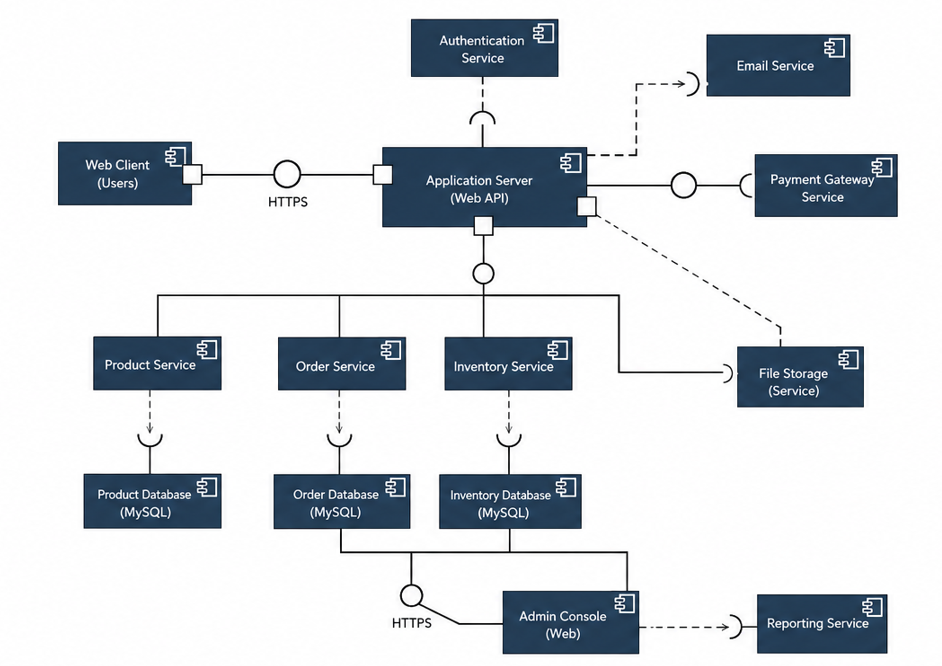 Authentication
Service
Email Service
Web Client
(Users)
HTTPS
Application Server
(Web API)
Payment Gateway
Service
Product Service
Order Service
Inventory Service
File Storage
(Service)
Product Database
(MySQL)
Order Database
(MySQL)
Inventory Database
(MySQL)
HTTPS
Admin Console
(Web)
Reporting Service